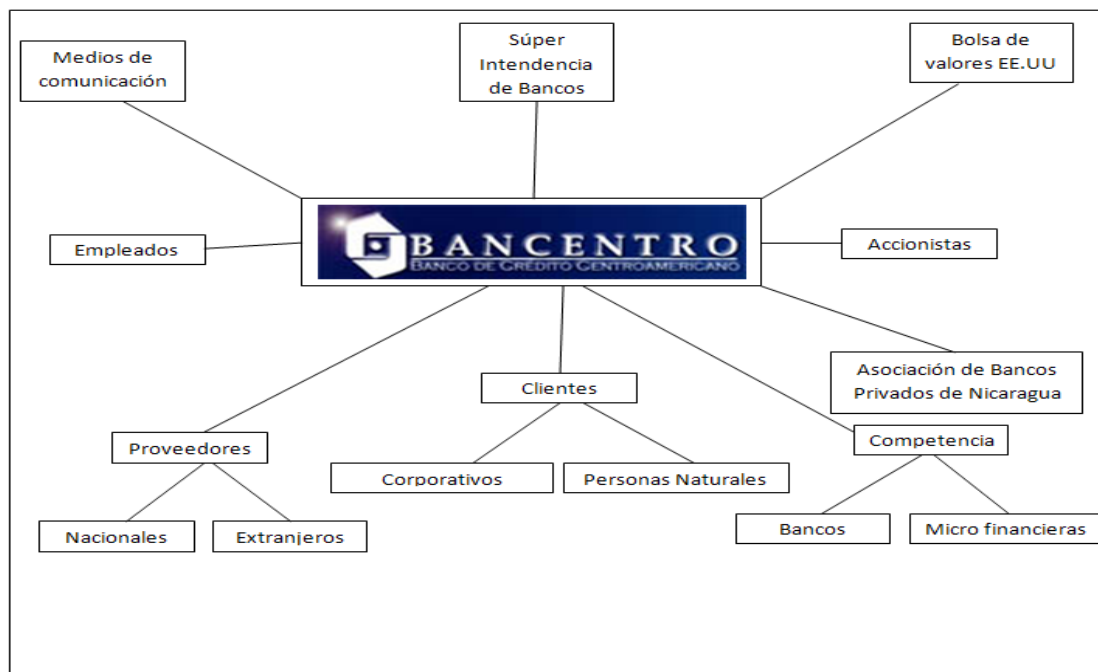 Medios de
comunicación
Súper
Intendencia
de Bancos
Bolsa de
valores EE.UU
Empleados
BANCENTRO
BANCO DE CRÉDITO CENTROAMERICANO
Accionistas
Asociación de Bancos
Privados de Nicaragua
Clientes
Proveedores
Competencia
Corporativos
Personas Naturales
Nacionales
Extranjeros
Bancos
Micro financieras